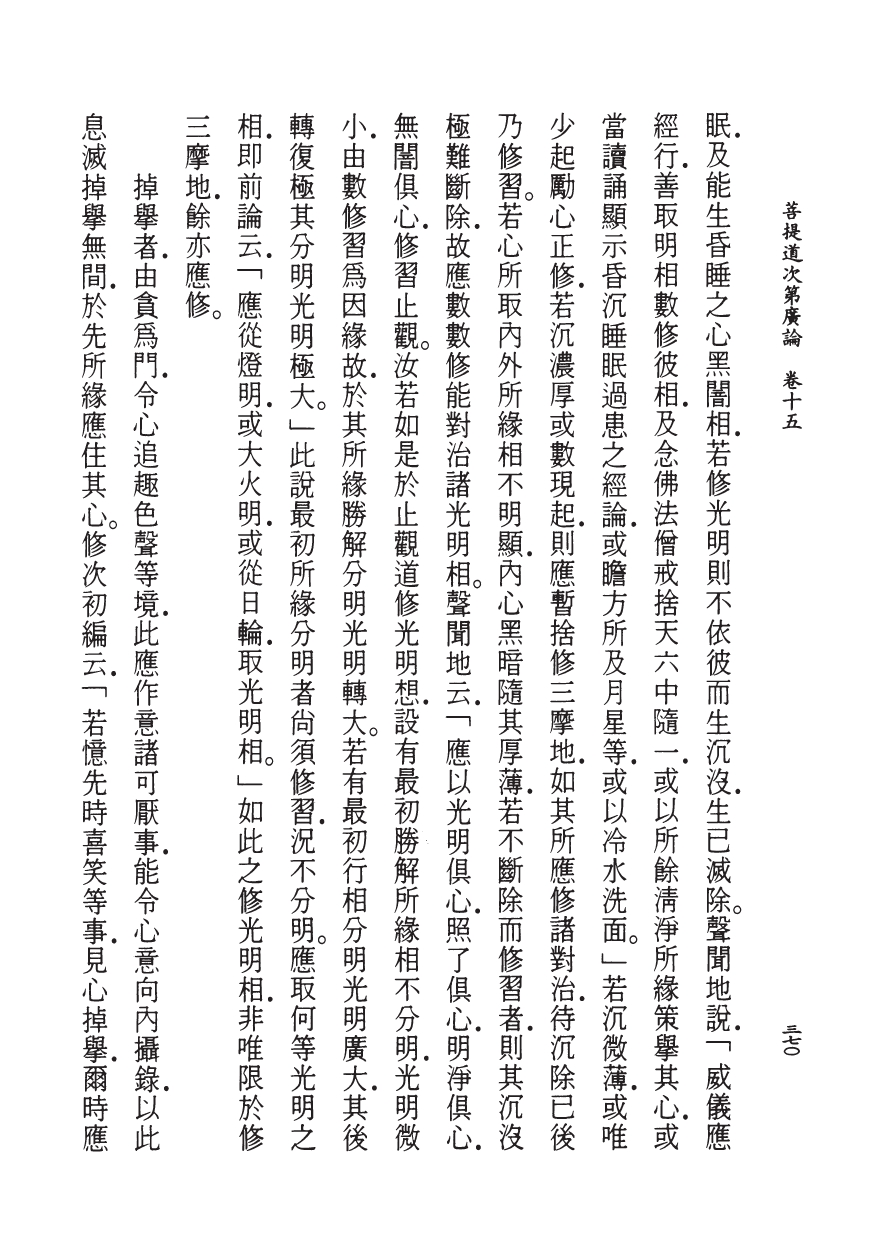 菩提道次第廣論　卷十五
三七〇
眠．及能生昏睡之心黑闇相．若修光明則不依彼而生沉沒．生已滅除。聲聞地說．「威儀應
經行．善取明相數修彼相．及念佛法僧戒捨天六中隨一．或以所餘淸淨所緣策擧其心．或
當讀誦顯示昏沉睡眠過患之經論．或瞻方所及月星等．或以冷水洗面。」若沉微薄．或唯
少起勵心正修．若沉濃厚或數現起．則應暫捨修三摩地．如其所應修諸對治．待沉除已後
乃修習。若心所取內外所緣相不明顯．內心黑暗隨其厚薄．若不斷除而修習者．則其沉沒
極難斷除．故應數數修能對治諸光明相。聲聞地云．「應以光明俱心．照了俱心．明淨俱心．
無闇俱心．修習止觀。汝若如是於止觀道修光明想．設有最初勝解所緣相不分明．光明微
小．由數修習爲因緣故．於其所緣勝解分明光明轉大。若有最初行相分明光明廣大．其後
轉復極其分明光明極大。」此說最初所緣分明者尙須修習．況不分明。應取何等光明之
相．即前論云．「應從燈明．或大火明．或從日輪．取光明相。」如此之修光明相．非唯限於修
三摩地．餘亦應修。
掉擧者．由貪爲門．令心追趣色聲等境．此應作意諸可厭事．能令心意向內攝錄．以此
息滅掉擧無間．於先所緣應住其心。修次初編云．「若憶先時喜笑等事．見心掉擧．爾時應